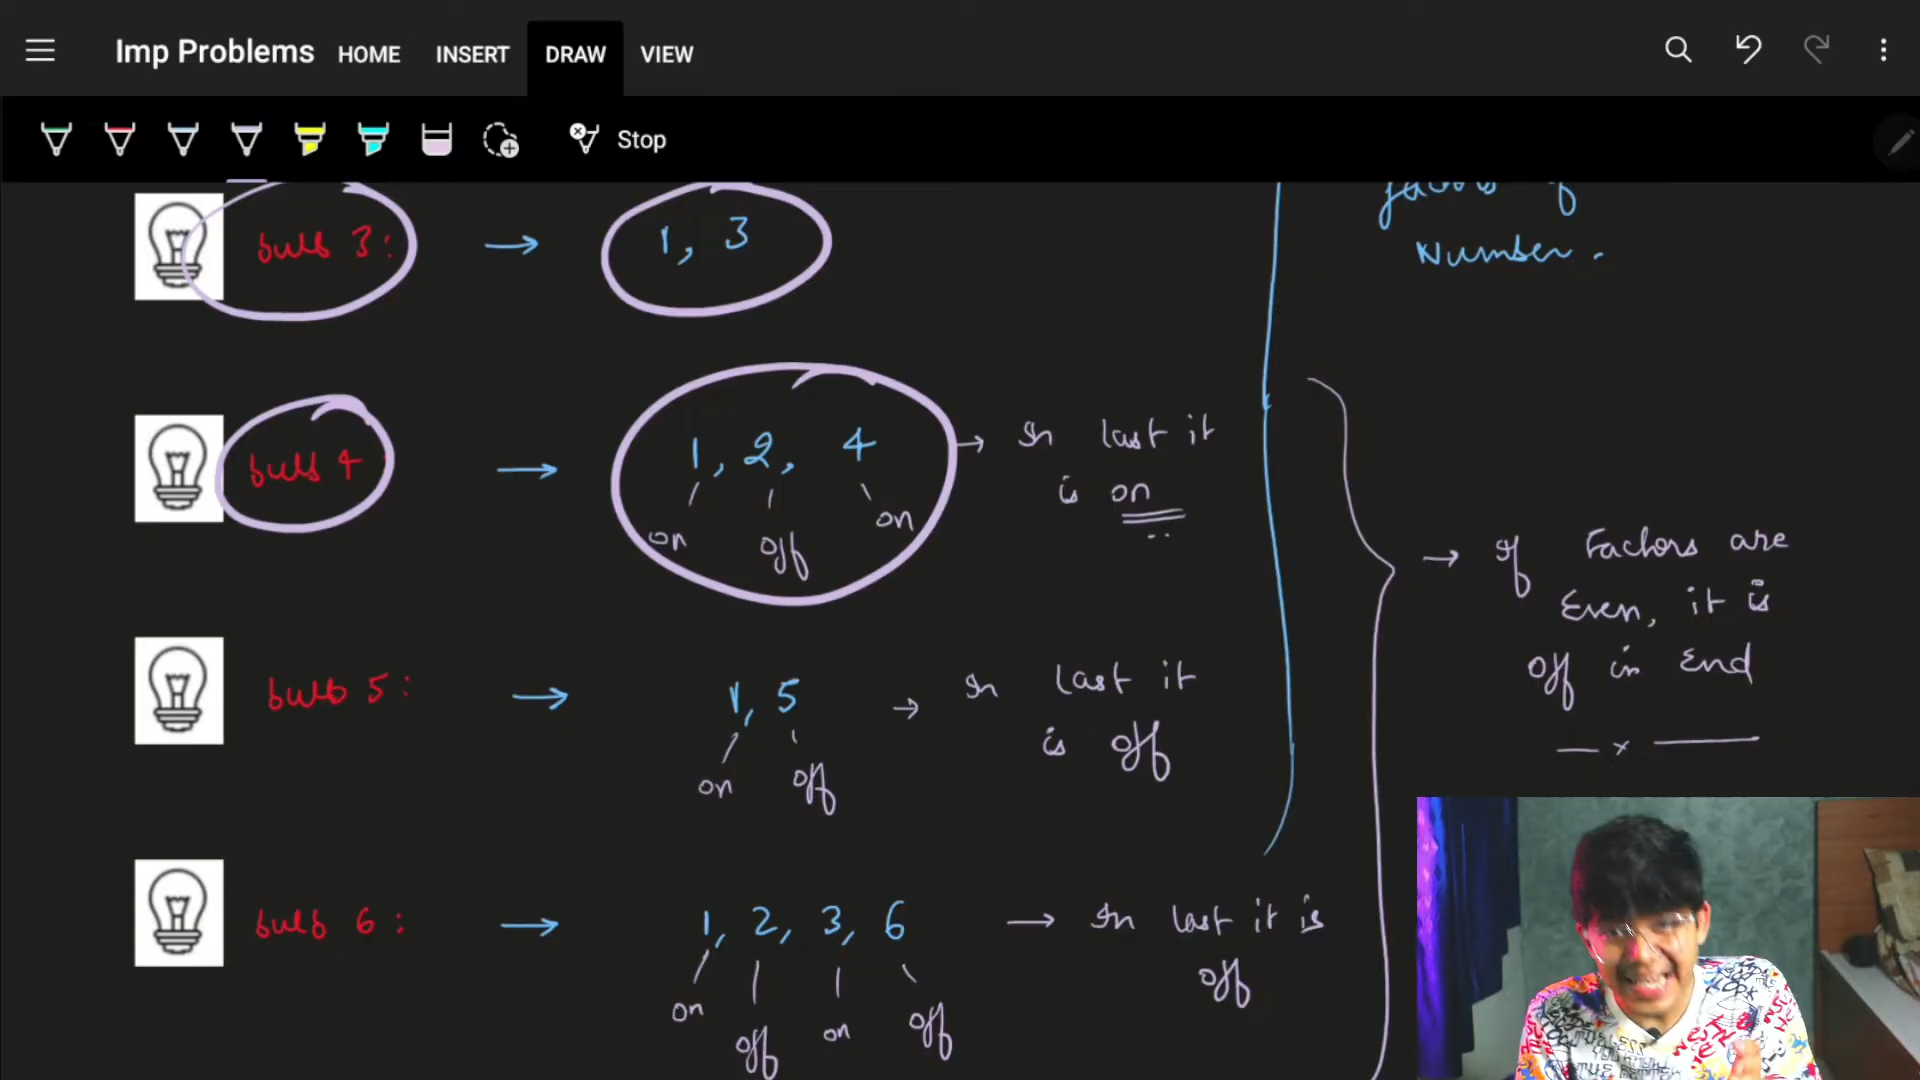 Imp Problems HOME INSERT DRAW VIEW
Stop
factors of
Number.
bulb 3: → 1, 3
bulb 4 → 1, 2, 4 → In last it
is on
on off on
→ If Factors are
Even, it is
off in End
bulb 5: → 1, 5 → In last it
is off
on off
bulb 6: → 1, 2, 3, 6 → In last it is
off
on off on off